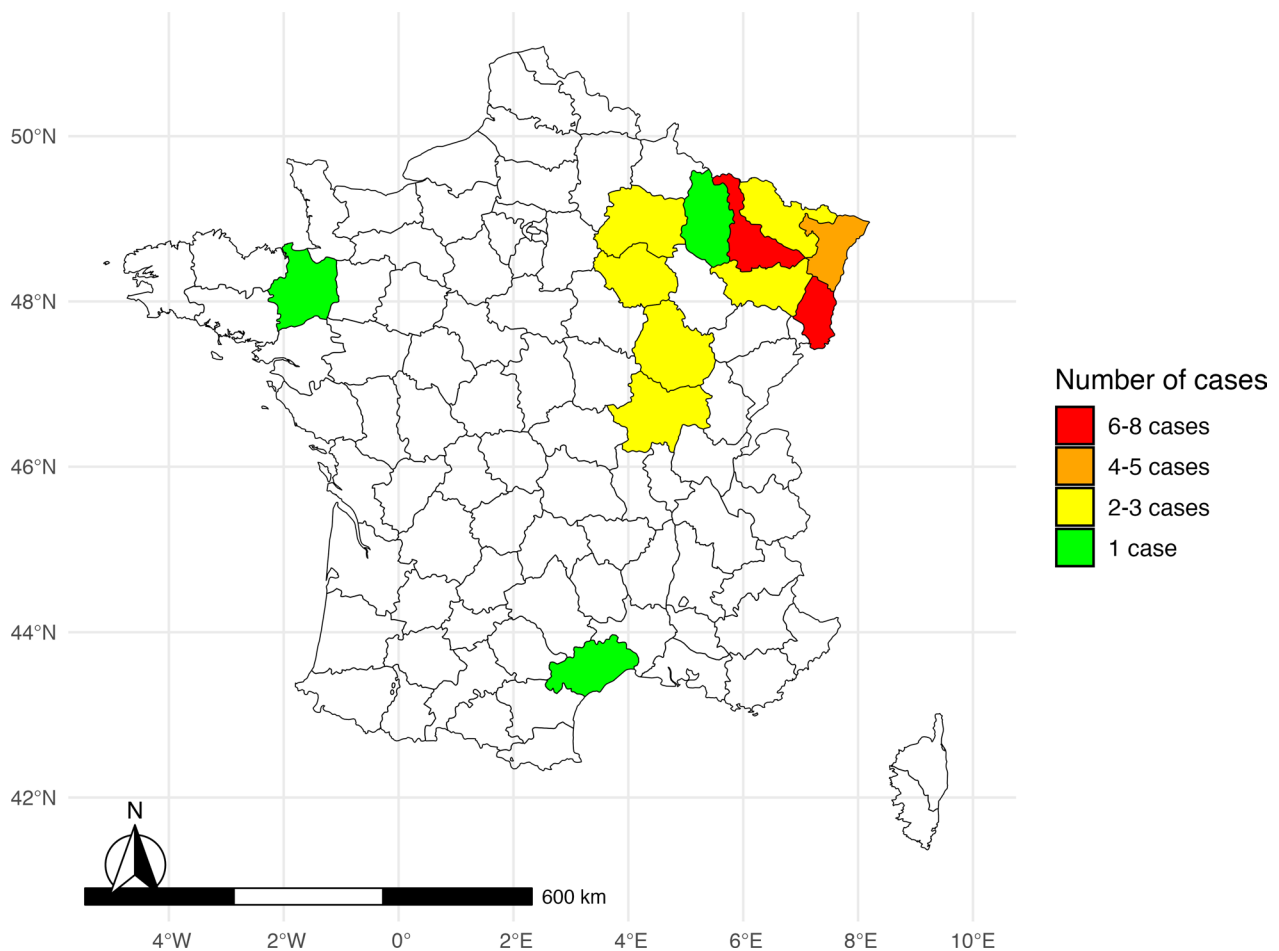 50°N
48°N
46°N
44°N
42°N
N
600 km
4°W 2°W 0° 2°E 4°E 6°E 8°E 10°E
Number of cases
6-8 cases
4-5 cases
2-3 cases
1 case